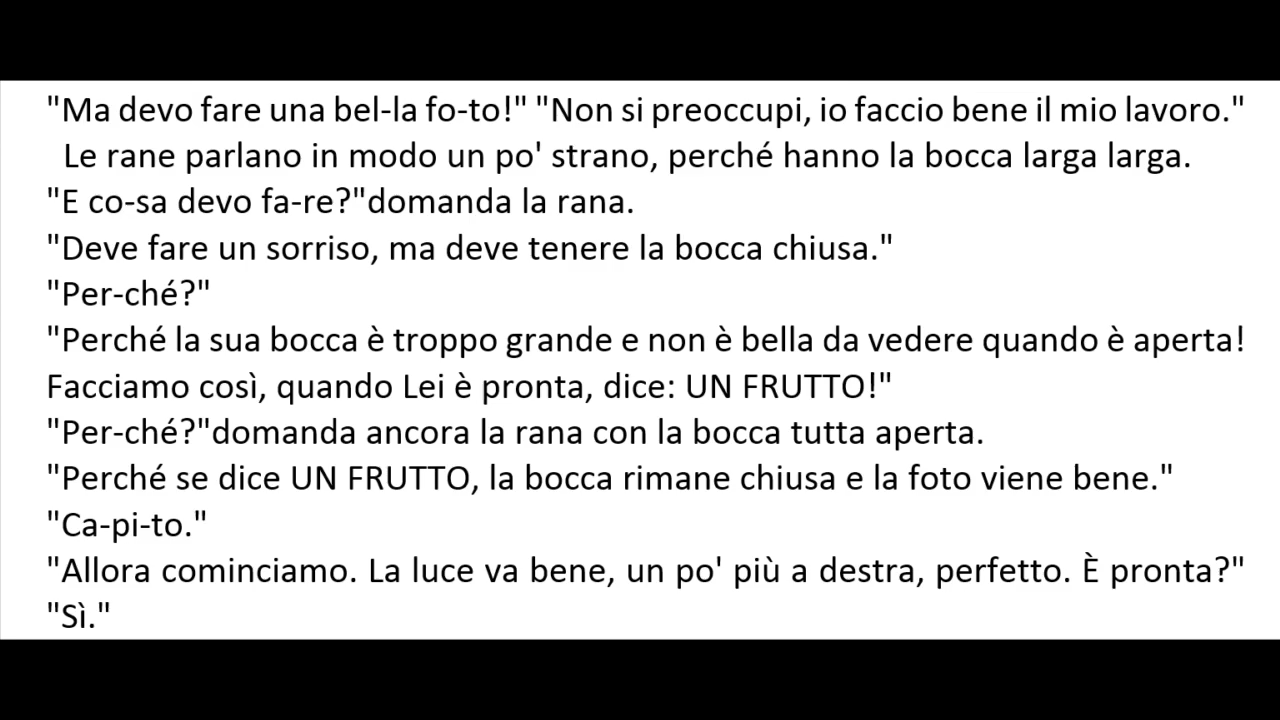 "Ma devo fare una bel-la fo-to!" "Non si preoccupi, io faccio bene il mio lavoro."
Le rane parlano in modo un po' strano, perché hanno la bocca larga larga.
"E co-sa devo fa-re?"domanda la rana.
"Deve fare un sorriso, ma deve tenere la bocca chiusa."
"Per-ché?"
"Perché la sua bocca è troppo grande e non è bella da vedere quando è aperta!
Facciamo così, quando Lei è pronta, dice: UN FRUTTO!"
"Per-ché?"domanda ancora la rana con la bocca tutta aperta.
"Perché se dice UN FRUTTO, la bocca rimane chiusa e la foto viene bene."
"Ca-pi-to."
"Allora cominciamo. La luce va bene, un po' più a destra, perfetto. È pronta?"
"Sì."